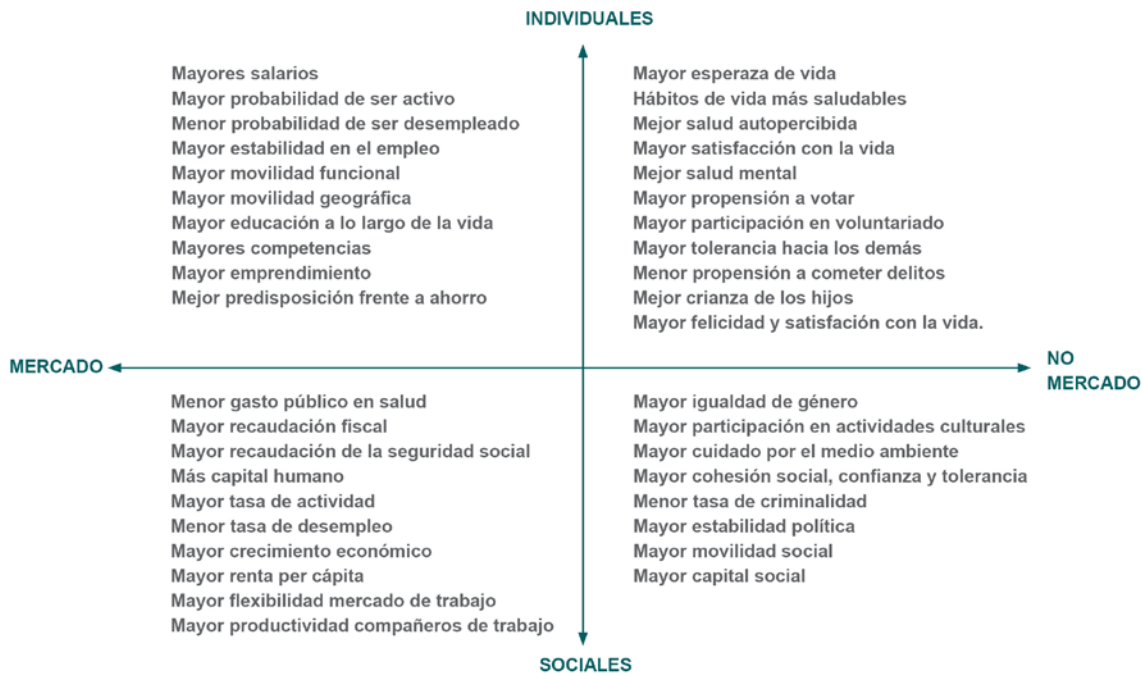 INDIVIDUALES
Mayores salarios
Mayor probabilidad de ser activo
Menor probabilidad de ser desempleado
Mayor estabilidad en el empleo
Mayor movilidad funcional
Mayor movilidad geográfica
Mayor educación a lo largo de la vida
Mayores competencias
Mayor emprendimiento
Mejor predisposición frente a ahorro
Mayor esperaza de vida
Hábitos de vida más saludables
Mejor salud autopercibida
Mayor satisfacción con la vida
Mejor salud mental
Mayor propensión a votar
Mayor participación en voluntariado
Mayor tolerancia hacia los demás
Menor propensión a cometer delitos
Mejor crianza de los hijos
Mayor felicidad y satisfación con la vida.
MERCADO
NO
MERCADO
Menor gasto público en salud
Mayor recaudación fiscal
Mayor recaudación de la seguridad social
Más capital humano
Mayor tasa de actividad
Menor tasa de desempleo
Mayor crecimiento económico
Mayor renta per cápita
Mayor flexibilidad mercado de trabajo
Mayor productividad compañeros de trabajo
Mayor igualdad de género
Mayor participación en actividades culturales
Mayor cuidado por el medio ambiente
Mayor cohesión social, confianza y tolerancia
Menor tasa de criminalidad
Mayor estabilidad política
Mayor movilidad social
Mayor capital social
SOCIALES